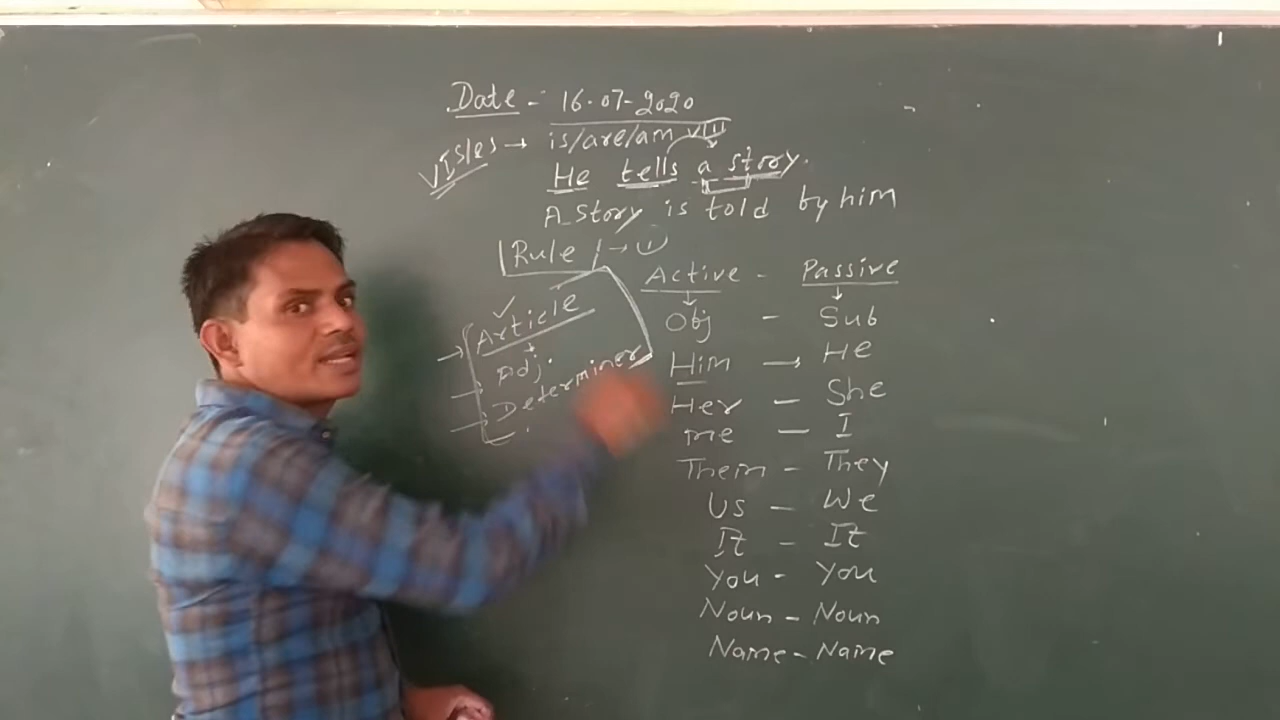 Date - 16-07-2020
V I s/es → is/are/am VIII
He tells a story.
A story is told by him
Rule → 1
Active - Passive
Obj - Sub
Article
Adj.
Determiner
Him → He
Her - She
me - I
Them - They
Us - We
It - It
You - You
Noun - Noun
Name - Name